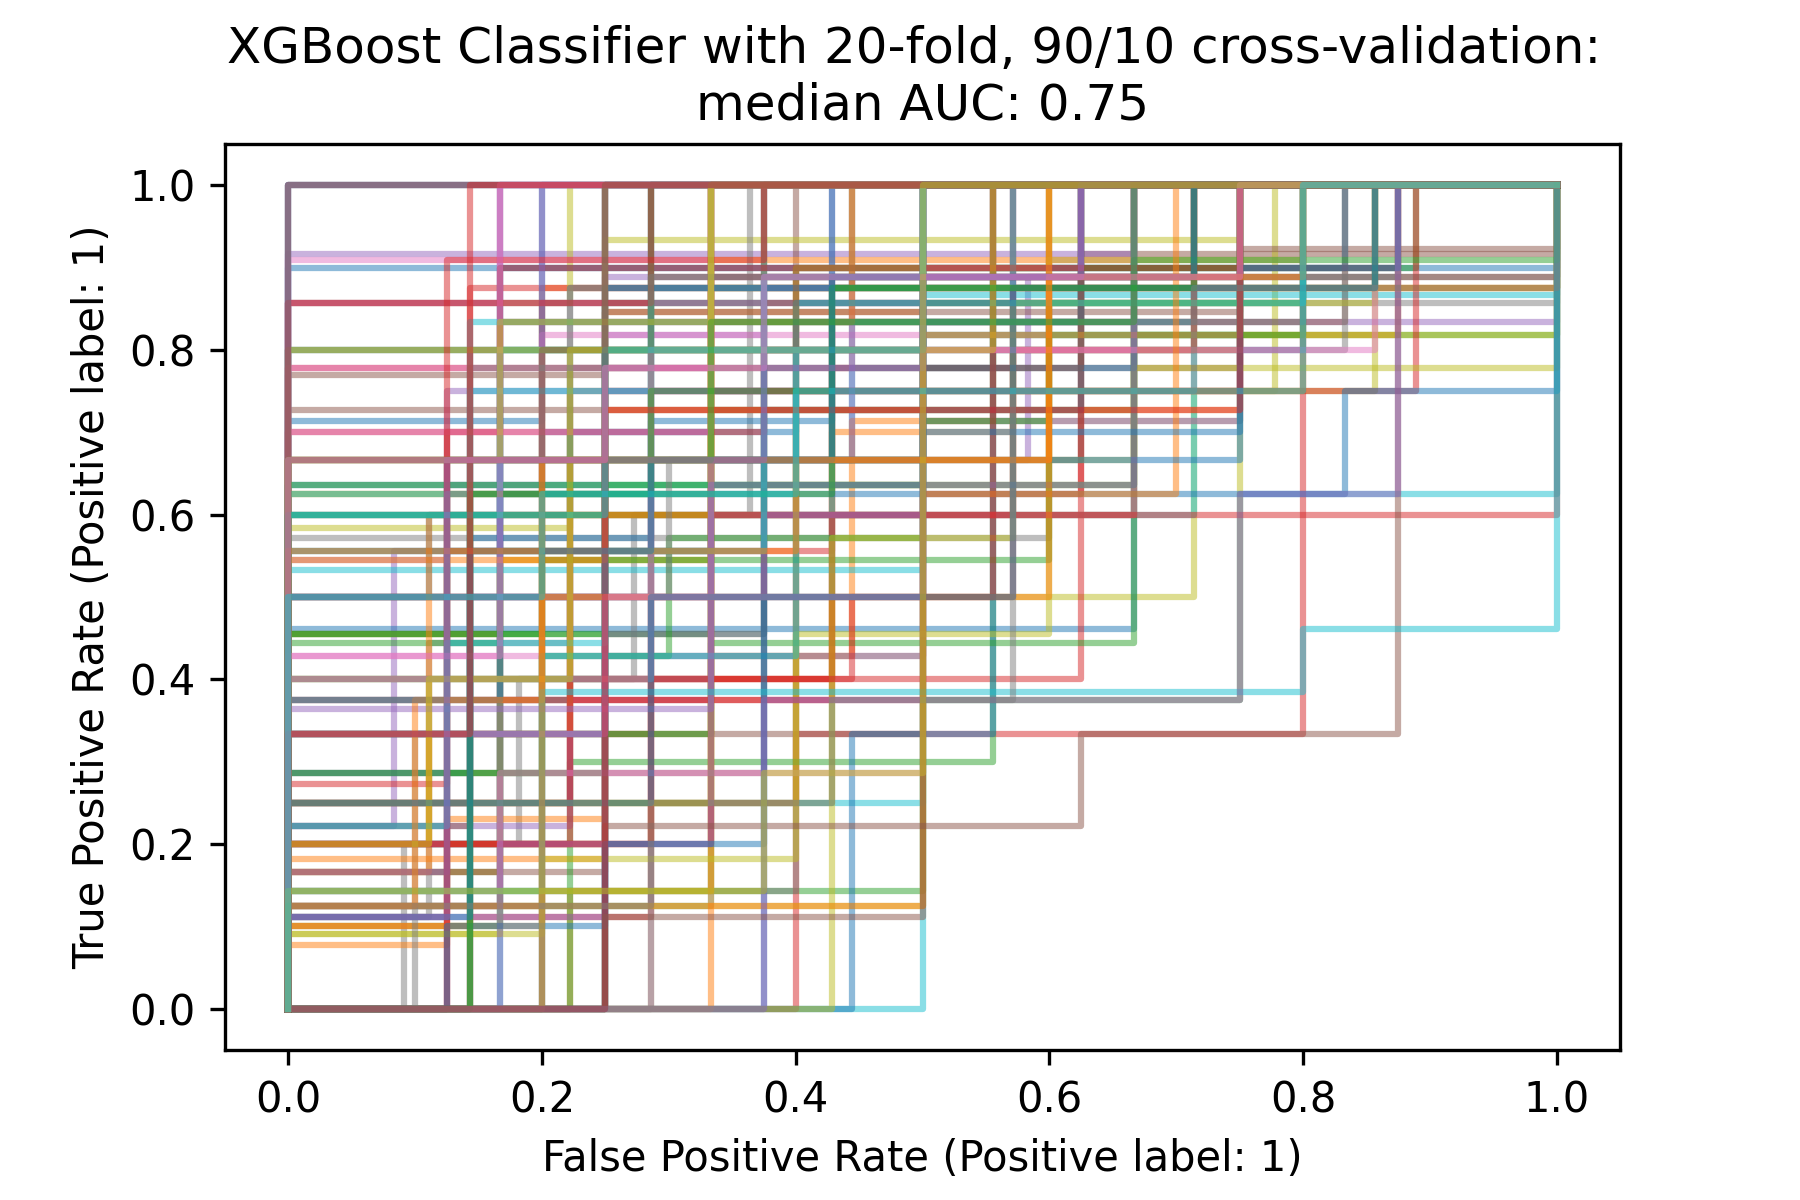 XGBoost Classifier with 20-fold, 90/10 cross-validation:
median AUC: 0.75
True Positive Rate (Positive label: 1)
1.0
0.8
0.6
0.4
0.2
0.0
0.0 0.2 0.4 0.6 0.8 1.0
False Positive Rate (Positive label: 1)